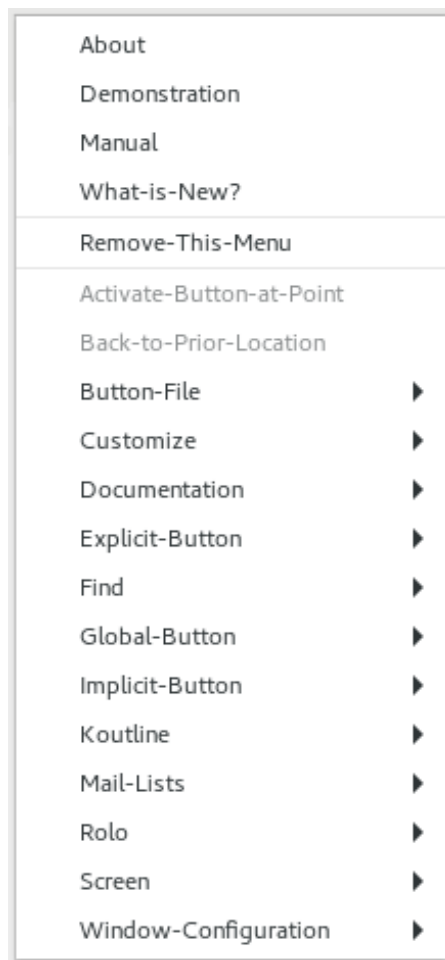 About
Demonstration
Manual
What-is-New?
Remove-This-Menu
Activate-Button-at-Point
Back-to-Prior-Location
Button-File
Customize
Documentation
Explicit-Button
Find
Global-Button
Implicit-Button
Koutline
Mail-Lists
Rolo
Screen
Window-Configuration